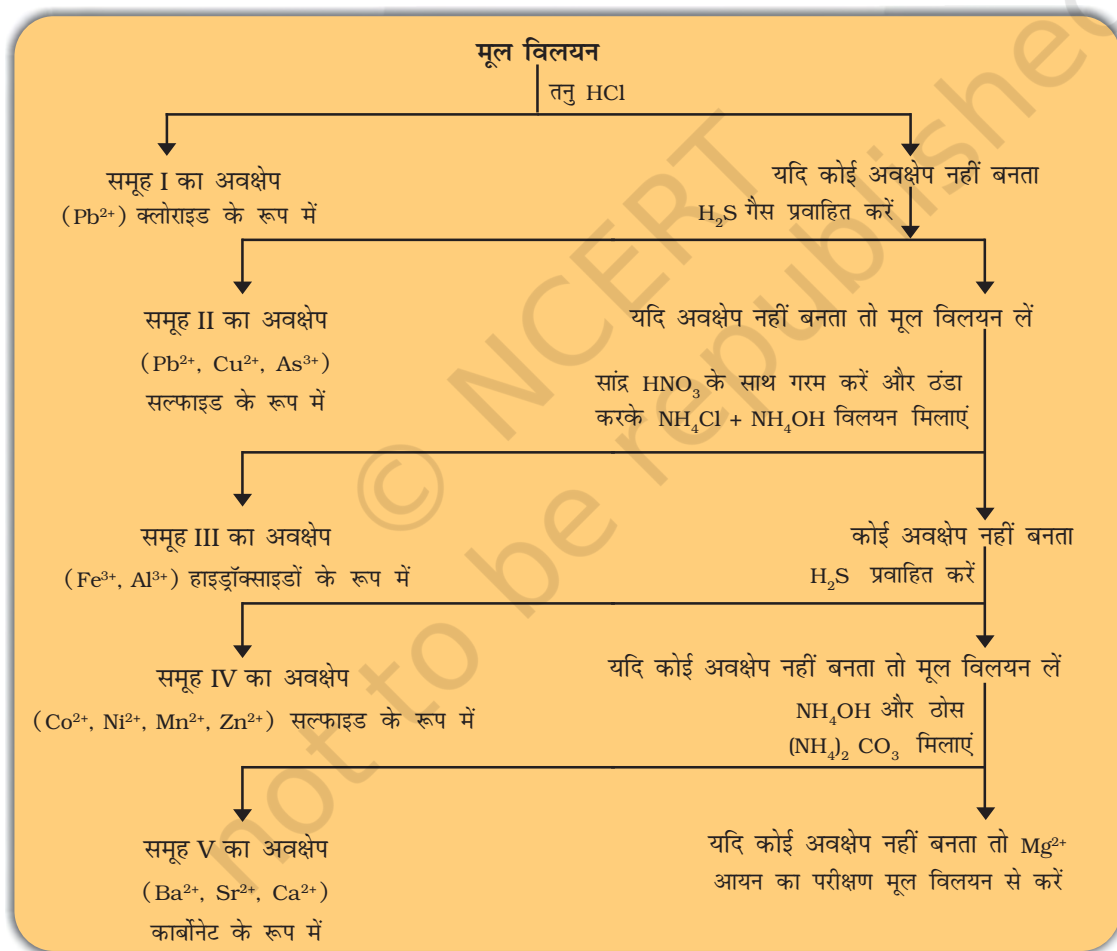 मूल विलयन
तनु HCl
समूह I का अवक्षेप
(Pb²⁺) क्लोराइड के रूप में
यदि कोई अवक्षेप नहीं बनता
H₂S गैस प्रवाहित करें
समूह II का अवक्षेप
(Pb²⁺, Cu²⁺, As³⁺)
सल्फाइड के रूप में
यदि अवक्षेप नहीं बनता तो मूल विलयन लें
सांद्र HNO₃ के साथ गरम करें और ठंडा
करके NH₄Cl + NH₄OH विलयन मिलाएं
समूह III का अवक्षेप
(Fe³⁺, Al³⁺) हाइड्रॉक्साइडों के रूप में
कोई अवक्षेप नहीं बनता
H₂S प्रवाहित करें
समूह IV का अवक्षेप
(Co²⁺, Ni²⁺, Mn²⁺, Zn²⁺) सल्फाइड के रूप में
यदि कोई अवक्षेप नहीं बनता तो मूल विलयन लें
NH₄OH और ठोस
(NH₄)₂ CO₃ मिलाएं
समूह V का अवक्षेप
(Ba²⁺, Sr²⁺, Ca²⁺)
कार्बोनेट के रूप में
यदि कोई अवक्षेप नहीं बनता तो Mg²⁺
आयन का परीक्षण मूल विलयन से करें
© NCERT
not to be republished